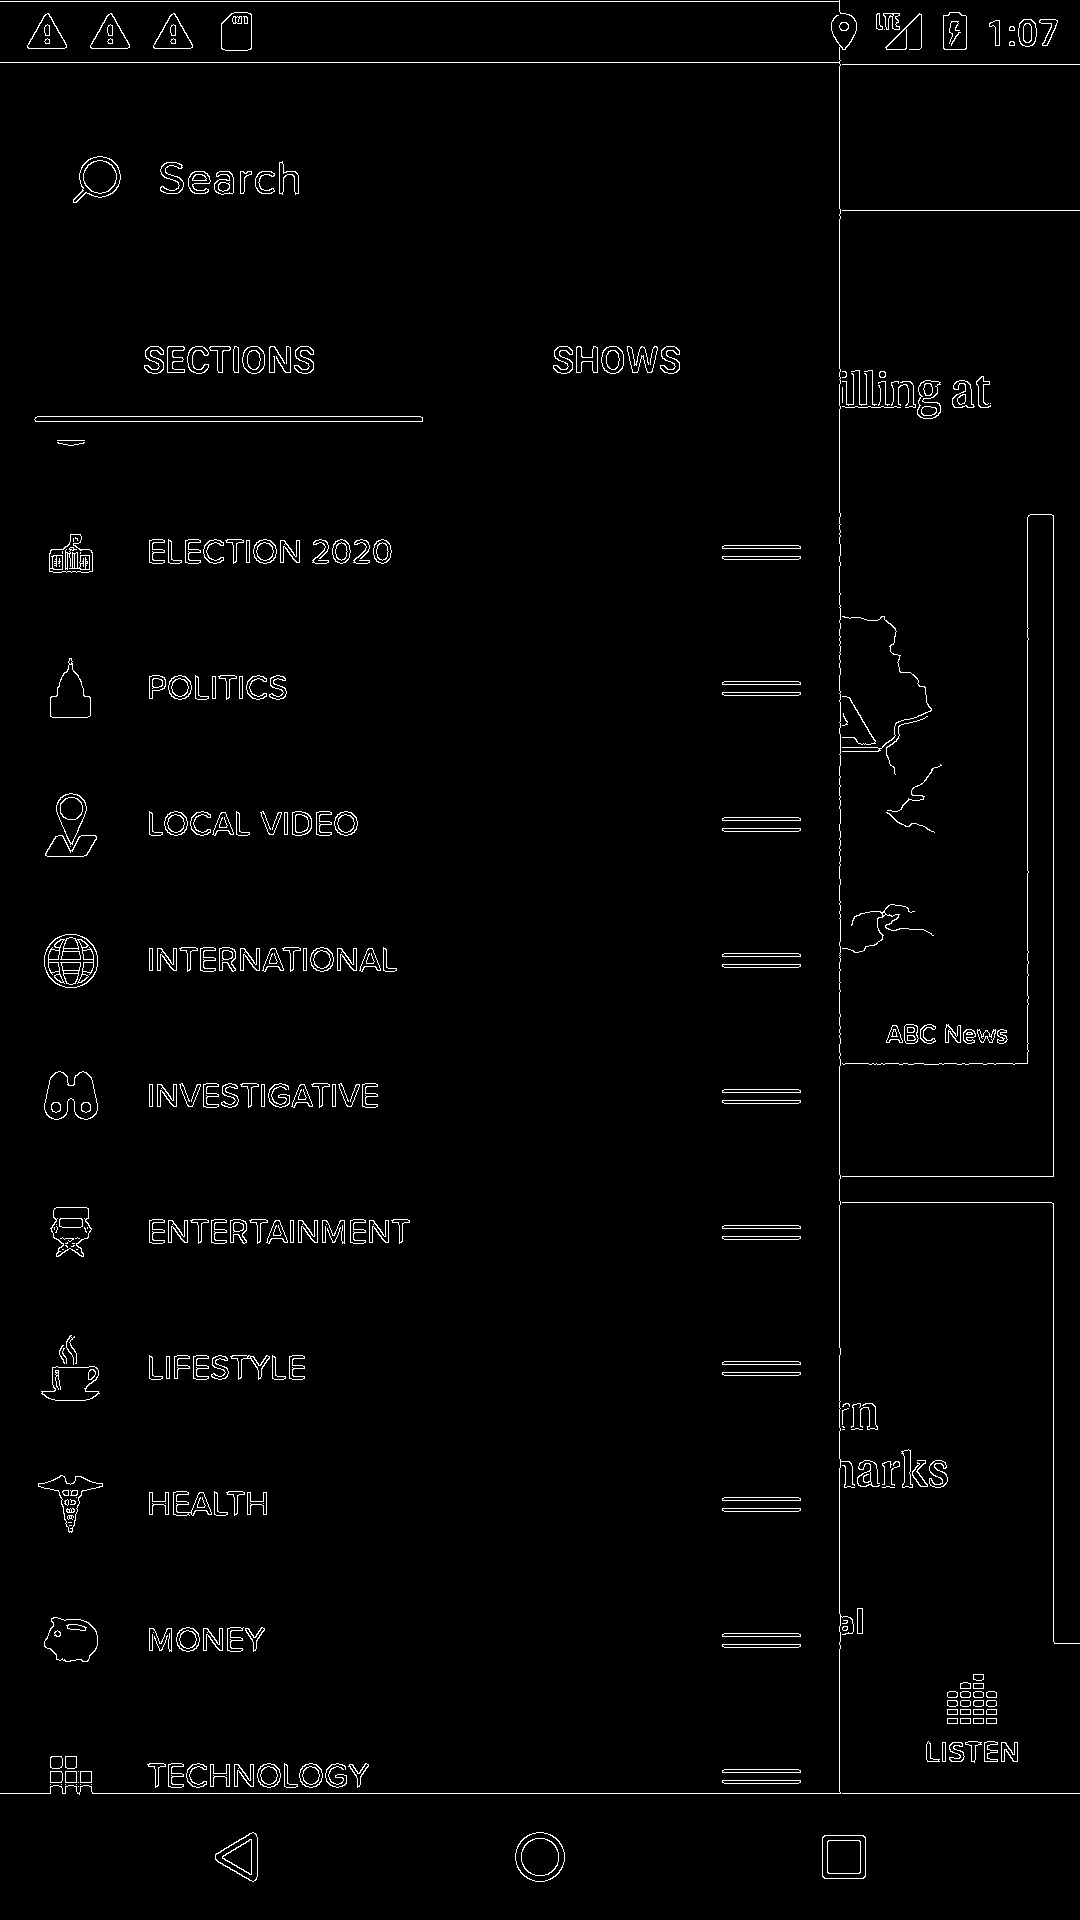 LTE 1:07
Search
SECTIONS SHOWS
illing at
ELECTION 2020
POLITICS
LOCAL VIDEO
INTERNATIONAL
ABC News
INVESTIGATIVE
ENTERTAINMENT
LIFESTYLE
rn
narks
HEALTH
al
MONEY
LISTEN
TECHNOLOGY